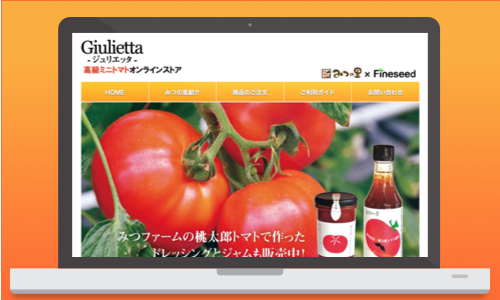 Giulietta
- ジュリエッタ -
高級ミニトマトオンラインストア
みつの里 × Fineseed
HOME
みつの里紹介
商品のご注文
ご利用ガイド
お問い合わせ
みつファームの桃太郎トマトで作った
ドレッシングとジャムも販売中!